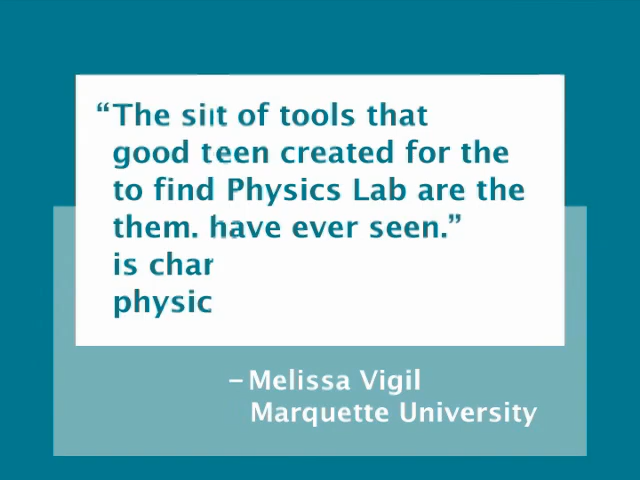 “The siit of tools that
good teen created for the
to find Physics Lab are the
them. have ever seen.”
is char
physic
– Melissa Vigil
Marquette University